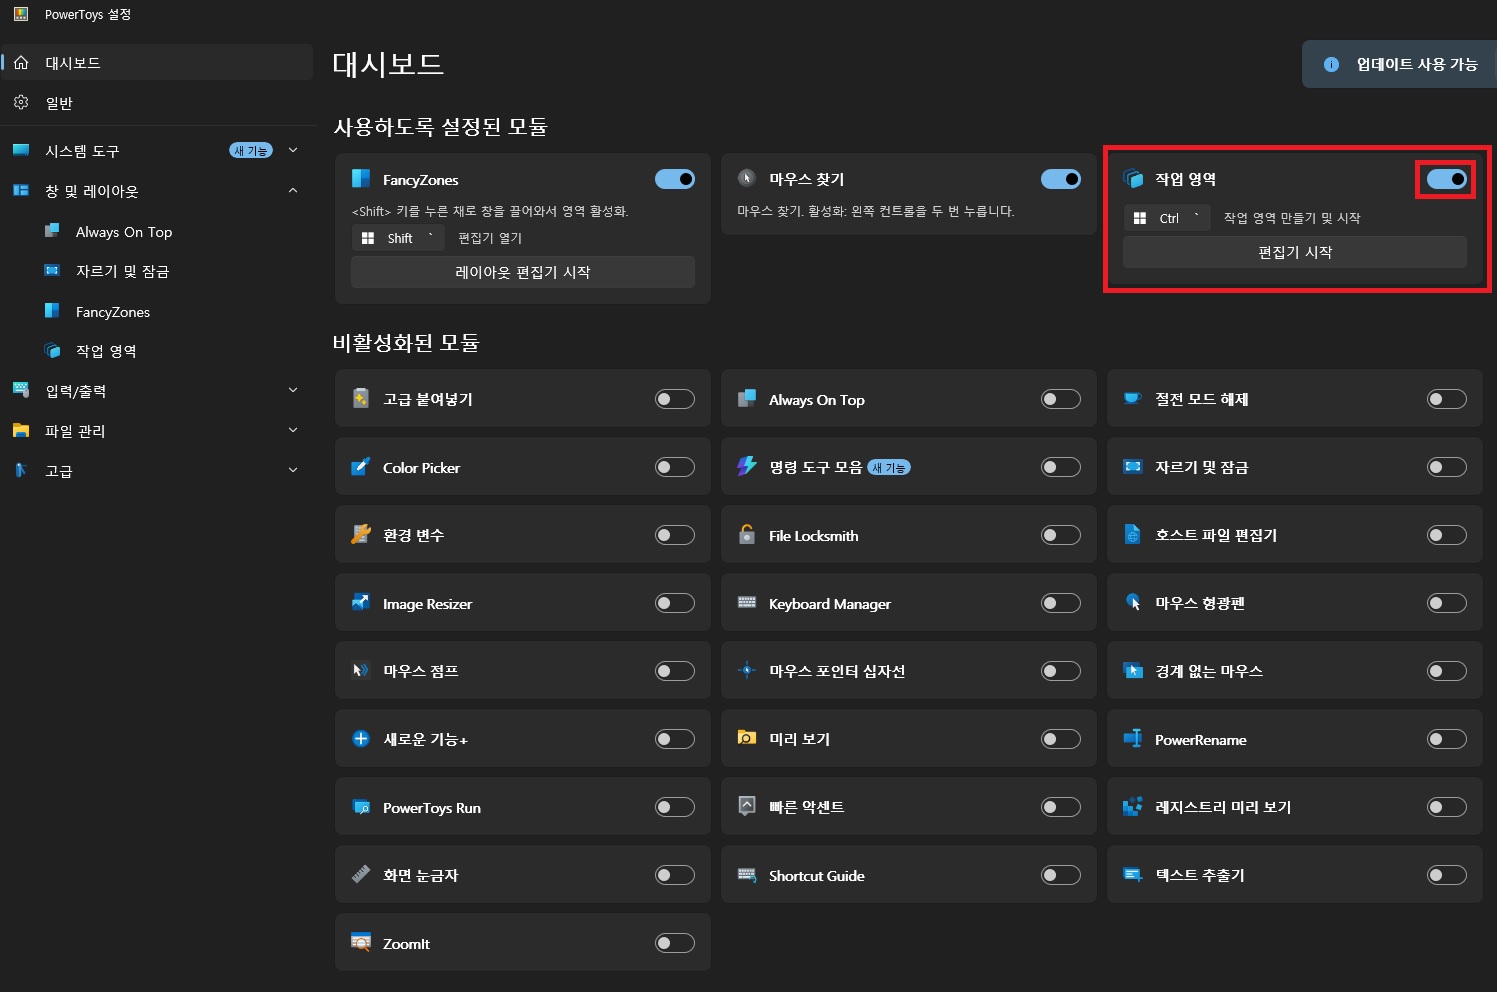 PowerToys 설정
대시보드
일반
시스템 도구 새 기능
창 및 레이아웃
Always On Top
자르기 및 잠금
FancyZones
작업 영역
입력/출력
파일 관리
고급
대시보드
업데이트 사용 가능
사용하도록 설정된 모듈
FancyZones
<Shift> 키를 누른 채로 창을 끌어와서 영역 활성화.
Shift ` 편집기 열기
레이아웃 편집기 시작
마우스 찾기
마우스 찾기. 활성화: 왼쪽 컨트롤을 두 번 누릅니다.
작업 영역
Ctrl ` 작업 영역 만들기 및 시작
편집기 시작
비활성화된 모듈
고급 붙여넣기
Always On Top
절전 모드 해제
Color Picker
명령 도구 모음 새 기능
자르기 및 잠금
환경 변수
File Locksmith
호스트 파일 편집기
Image Resizer
Keyboard Manager
마우스 형광펜
마우스 점프
마우스 포인터 십자선
경계 없는 마우스
새로운 기능+
미리 보기
PowerRename
PowerToys Run
빠른 악센트
레지스트리 미리 보기
화면 눈금자
Shortcut Guide
텍스트 추출기
ZoomIt